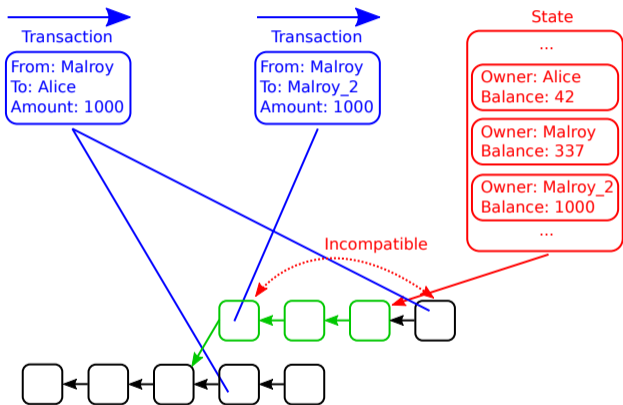 Transaction
From: Malroy
To: Alice
Amount: 1000
Transaction
From: Malroy
To: Malroy_2
Amount: 1000
State
...
Owner: Alice
Balance: 42
Owner: Malroy
Balance: 337
Owner: Malroy_2
Balance: 1000
...
Incompatible